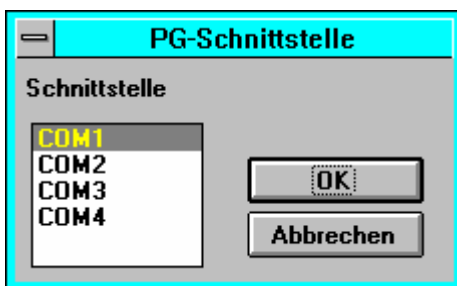 PG-Schnittstelle
Schnittstelle
COM1
COM2
COM3
COM4
OK
Abbrechen